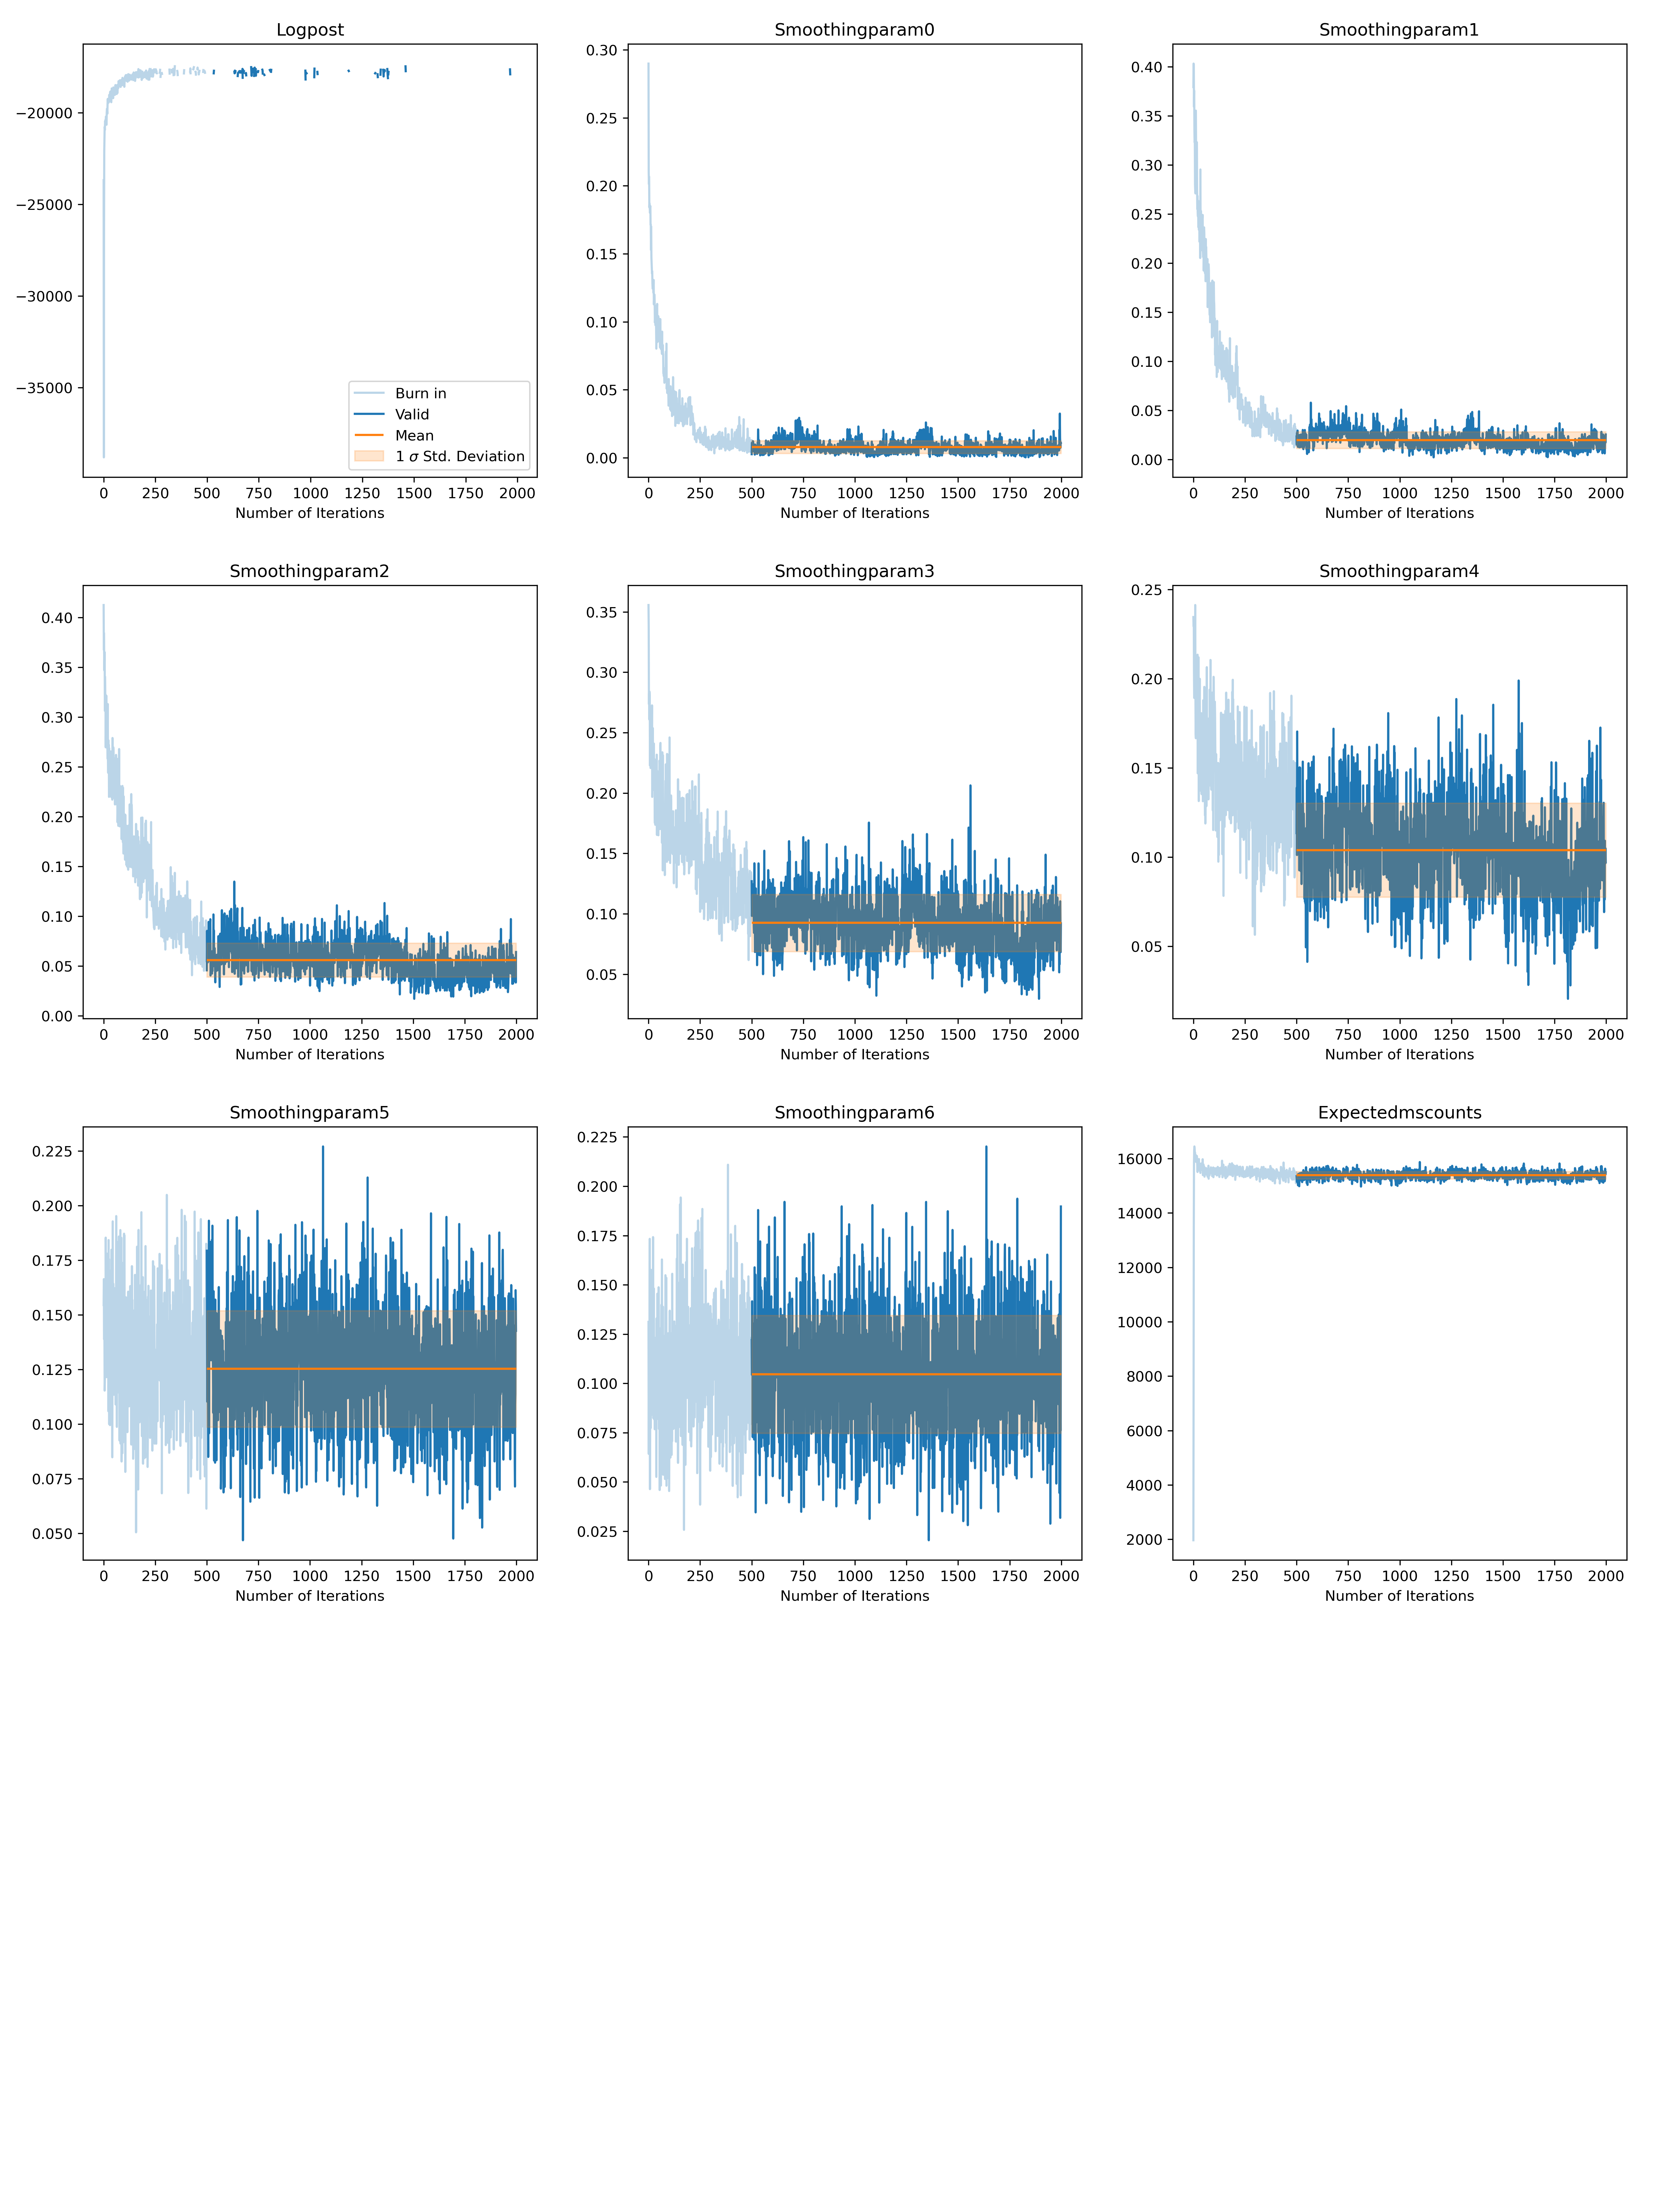 Logpost
−20000
−25000
−30000
−35000
0 250 500 750 1000 1250 1500 1750 2000
Number of Iterations
Burn in
Valid
Mean
1 σ Std. Deviation
Smoothingparam0
0.30
0.25
0.20
0.15
0.10
0.05
0.00
0 250 500 750 1000 1250 1500 1750 2000
Number of Iterations
Smoothingparam1
0.40
0.35
0.30
0.25
0.20
0.15
0.10
0.05
0.00
0 250 500 750 1000 1250 1500 1750 2000
Number of Iterations
Smoothingparam2
0.40
0.35
0.30
0.25
0.20
0.15
0.10
0.05
0.00
0 250 500 750 1000 1250 1500 1750 2000
Number of Iterations
Smoothingparam3
0.35
0.30
0.25
0.20
0.15
0.10
0.05
0 250 500 750 1000 1250 1500 1750 2000
Number of Iterations
Smoothingparam4
0.25
0.20
0.15
0.10
0.05
0 250 500 750 1000 1250 1500 1750 2000
Number of Iterations
Smoothingparam5
0.225
0.200
0.175
0.150
0.125
0.100
0.075
0.050
0 250 500 750 1000 1250 1500 1750 2000
Number of Iterations
Smoothingparam6
0.225
0.200
0.175
0.150
0.125
0.100
0.075
0.050
0.025
0 250 500 750 1000 1250 1500 1750 2000
Number of Iterations
Expectedmscounts
16000
14000
12000
10000
8000
6000
4000
2000
0 250 500 750 1000 1250 1500 1750 2000
Number of Iterations